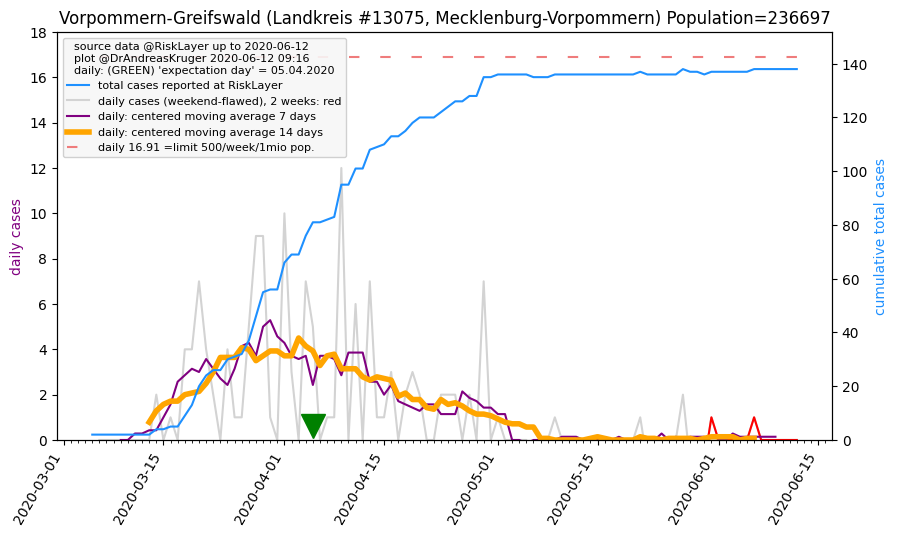 Vorpommern-Greifswald (Landkreis #13075, Mecklenburg-Vorpommern) Population=236697
source data @RiskLayer up to 2020-06-12
plot @DrAndreasKruger 2020-06-12 09:16
daily: (GREEN) 'expectation day' = 05.04.2020
total cases reported at RiskLayer
daily cases (weekend-flawed), 2 weeks: red
daily: centered moving average 7 days
daily: centered moving average 14 days
daily 16.91 =limit 500/week/1mio pop.
daily cases
18
16
14
12
10
8
6
4
2
0
cumulative total cases
140
120
100
80
60
40
20
0
2020-03-01
2020-03-15
2020-04-01
2020-04-15
2020-05-01
2020-05-15
2020-06-01
2020-06-15